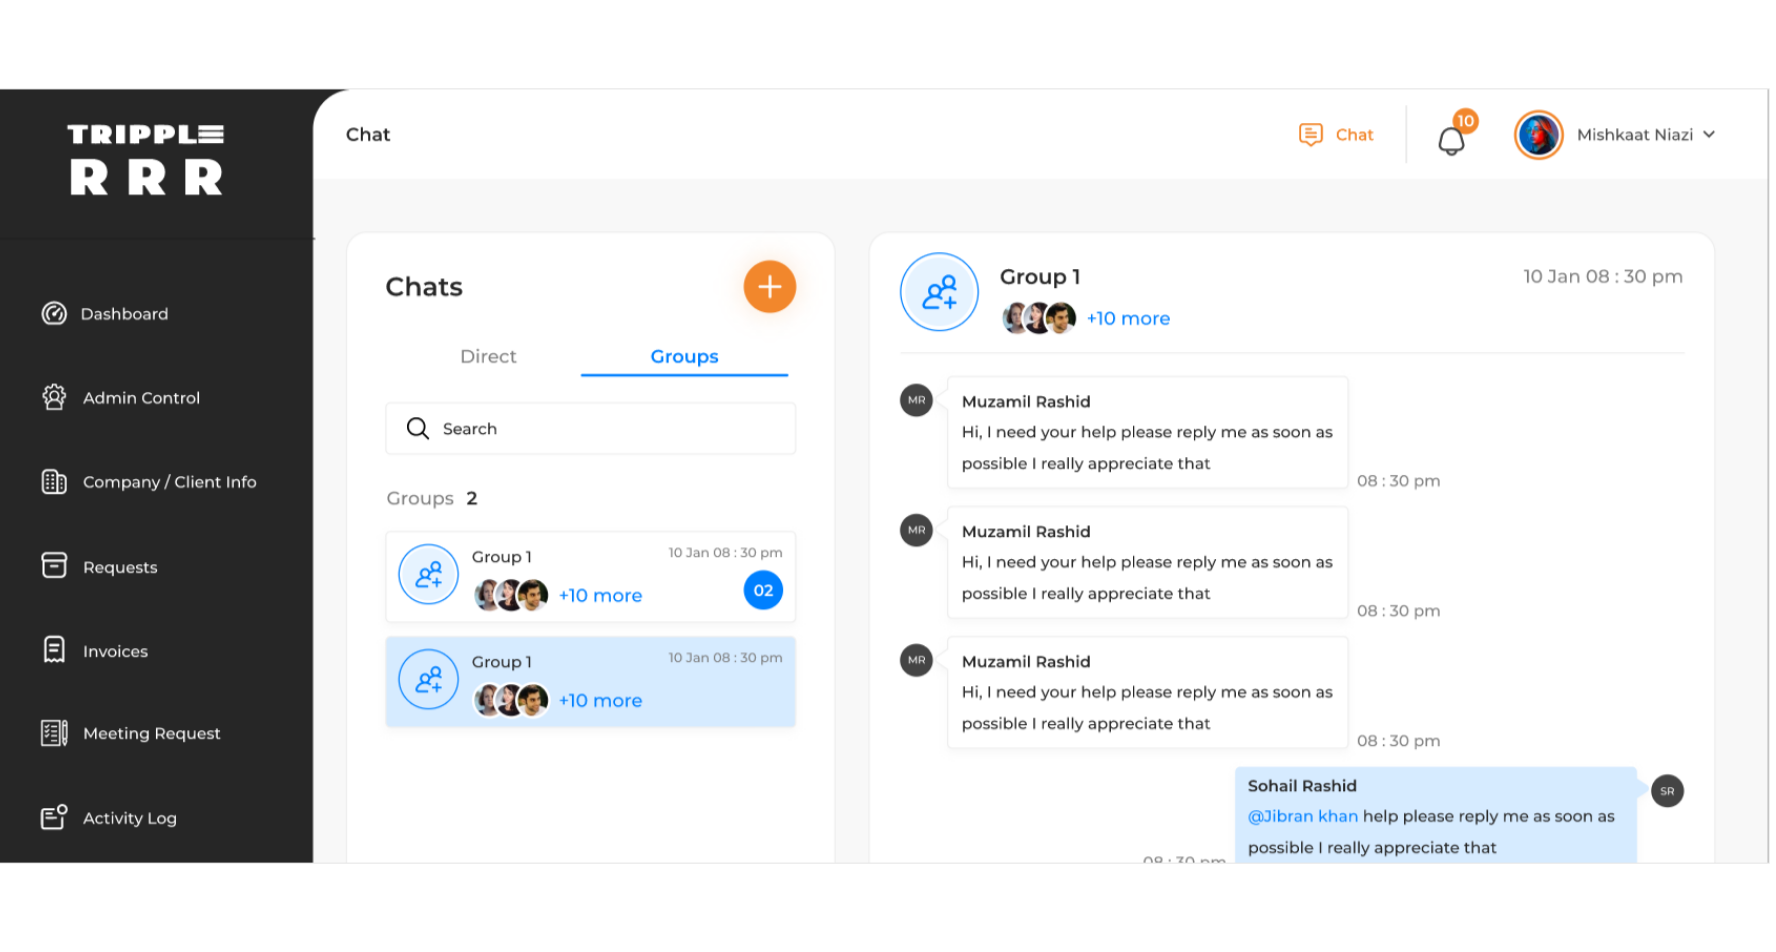 TRIPPLE
RRR
Chat
Chat
10
Mishkaat Niazi
Dashboard
Admin Control
Company / Client Info
Requests
Invoices
Meeting Request
Activity Log
Chats
Direct
Groups
Search
Groups 2
Group 1
10 Jan 08 : 30 pm
+10 more
02
Group 1
10 Jan 08 : 30 pm
+10 more
Group 1
10 Jan 08 : 30 pm
+10 more
MR
Muzamil Rashid
Hi, I need your help please reply me as soon as
possible I really appreciate that
08 : 30 pm
MR
Muzamil Rashid
Hi, I need your help please reply me as soon as
possible I really appreciate that
08 : 30 pm
MR
Muzamil Rashid
Hi, I need your help please reply me as soon as
possible I really appreciate that
08 : 30 pm
Sohail Rashid
SR
@Jibran khan help please reply me as soon as
possible I really appreciate that
08 : 30 pm